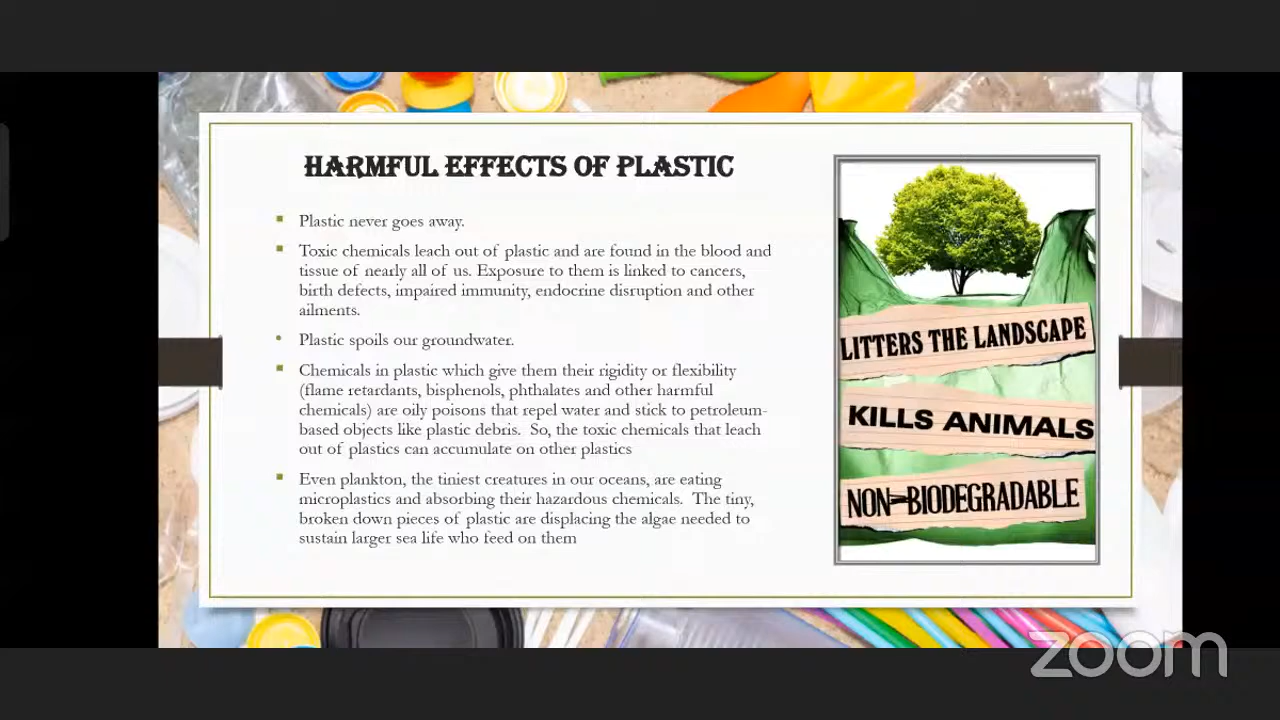 HARMFUL EFFECTS OF PLASTIC
Plastic never goes away.
Toxic chemicals leach out of plastic and are found in the blood and
tissue of nearly all of us. Exposure to them is linked to cancers,
birth defects, impaired immunity, endocrine disruption and other
ailments.
Plastic spoils our groundwater.
Chemicals in plastic which give them their rigidity or flexibility
(flame retardants, bisphenols, phthalates and other harmful
chemicals) are oily poisons that repel water and stick to petroleum-
based objects like plastic debris. So, the toxic chemicals that leach
out of plastics can accumulate on other plastics
Even plankton, the tiniest creatures in our oceans, are eating
microplastics and absorbing their hazardous chemicals. The tiny,
broken down pieces of plastic are displacing the algae needed to
sustain larger sea life who feed on them
LITTERS THE LANDSCAPE
KILLS ANIMALS
NON-BIODEGRADABLE
zoom